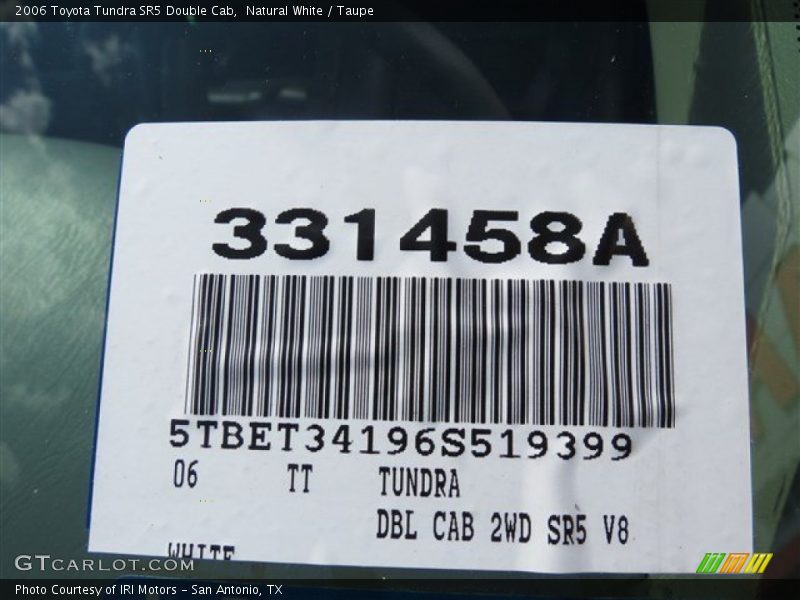 2006 Toyota Tundra SR5 Double Cab,  Natural White / Taupe
331458A
5TBET34196S519399
06 TT TUNDRA
DBL CAB 2WD SR5 V8
WHITE
GTCARLOT.COM
Photo Courtesy of IRI Motors - San Antonio, TX